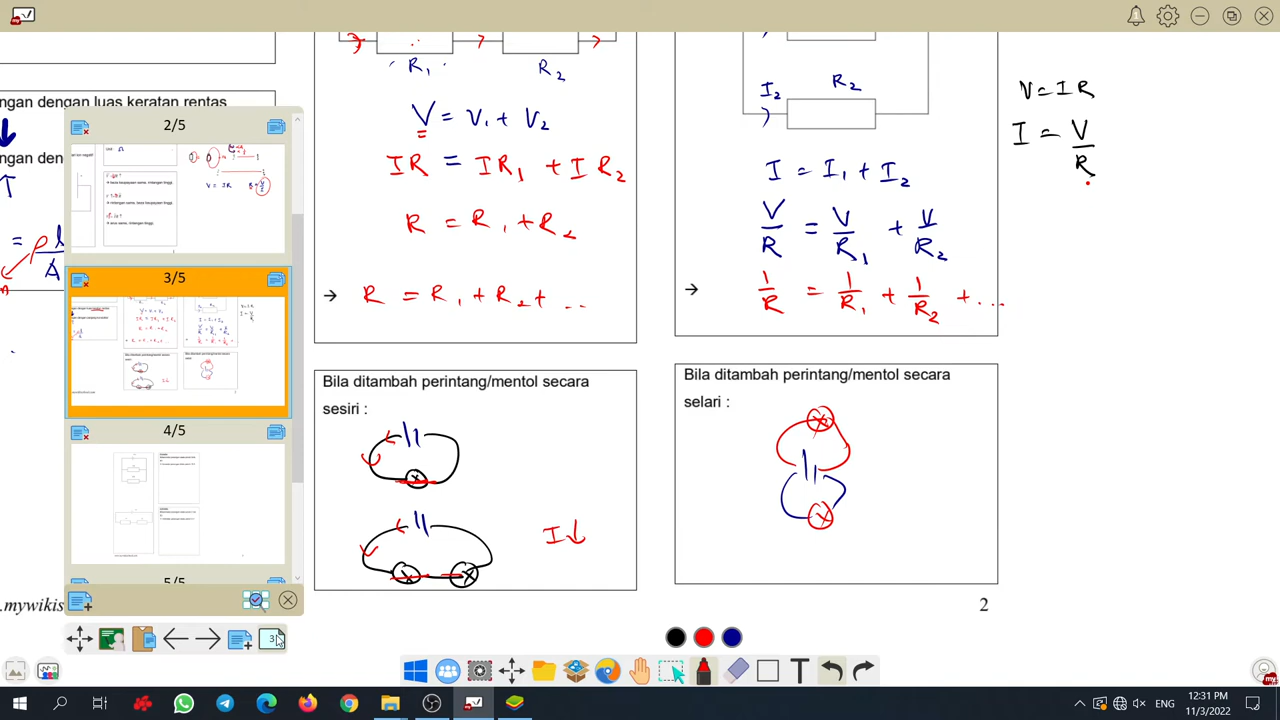 ngan dengan luas keratan rentas
ngan den
= ρ l
A
.mywikis
2/5
V = IR
3/5
4/5
5/5
3
R1
R2
V = V1 + V2
IR = IR1 + IR2
R = R1 + R2
→ R = R1 + R2 + ...
Bila ditambah perintang/mentol secara
sesiri :
I↓
I2
R2
I = I1 + I2
V/R = V/R1 + V/R2
→ 1/R = 1/R1 + 1/R2 + ...
Bila ditambah perintang/mentol secara
selari :
2
V = IR
I = V/R
T
ENG
12:31 PM
11/3/2022